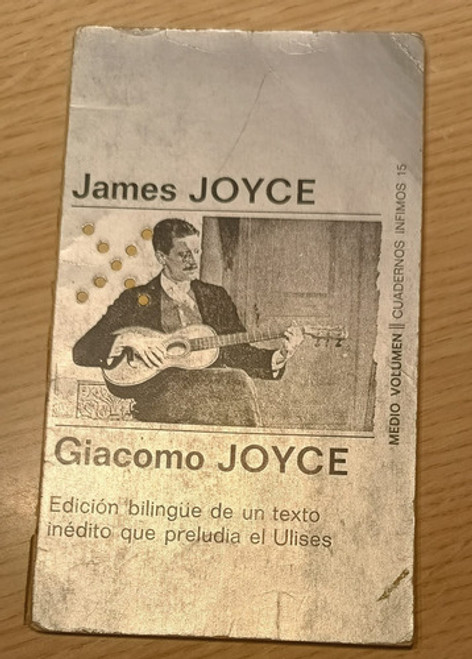 James JOYCE
Giacomo JOYCE
Edición bilingüe de un texto
inédito que preludia el Ulises
MEDIO VOLUMEN || CUADERNOS INFIMOS 15